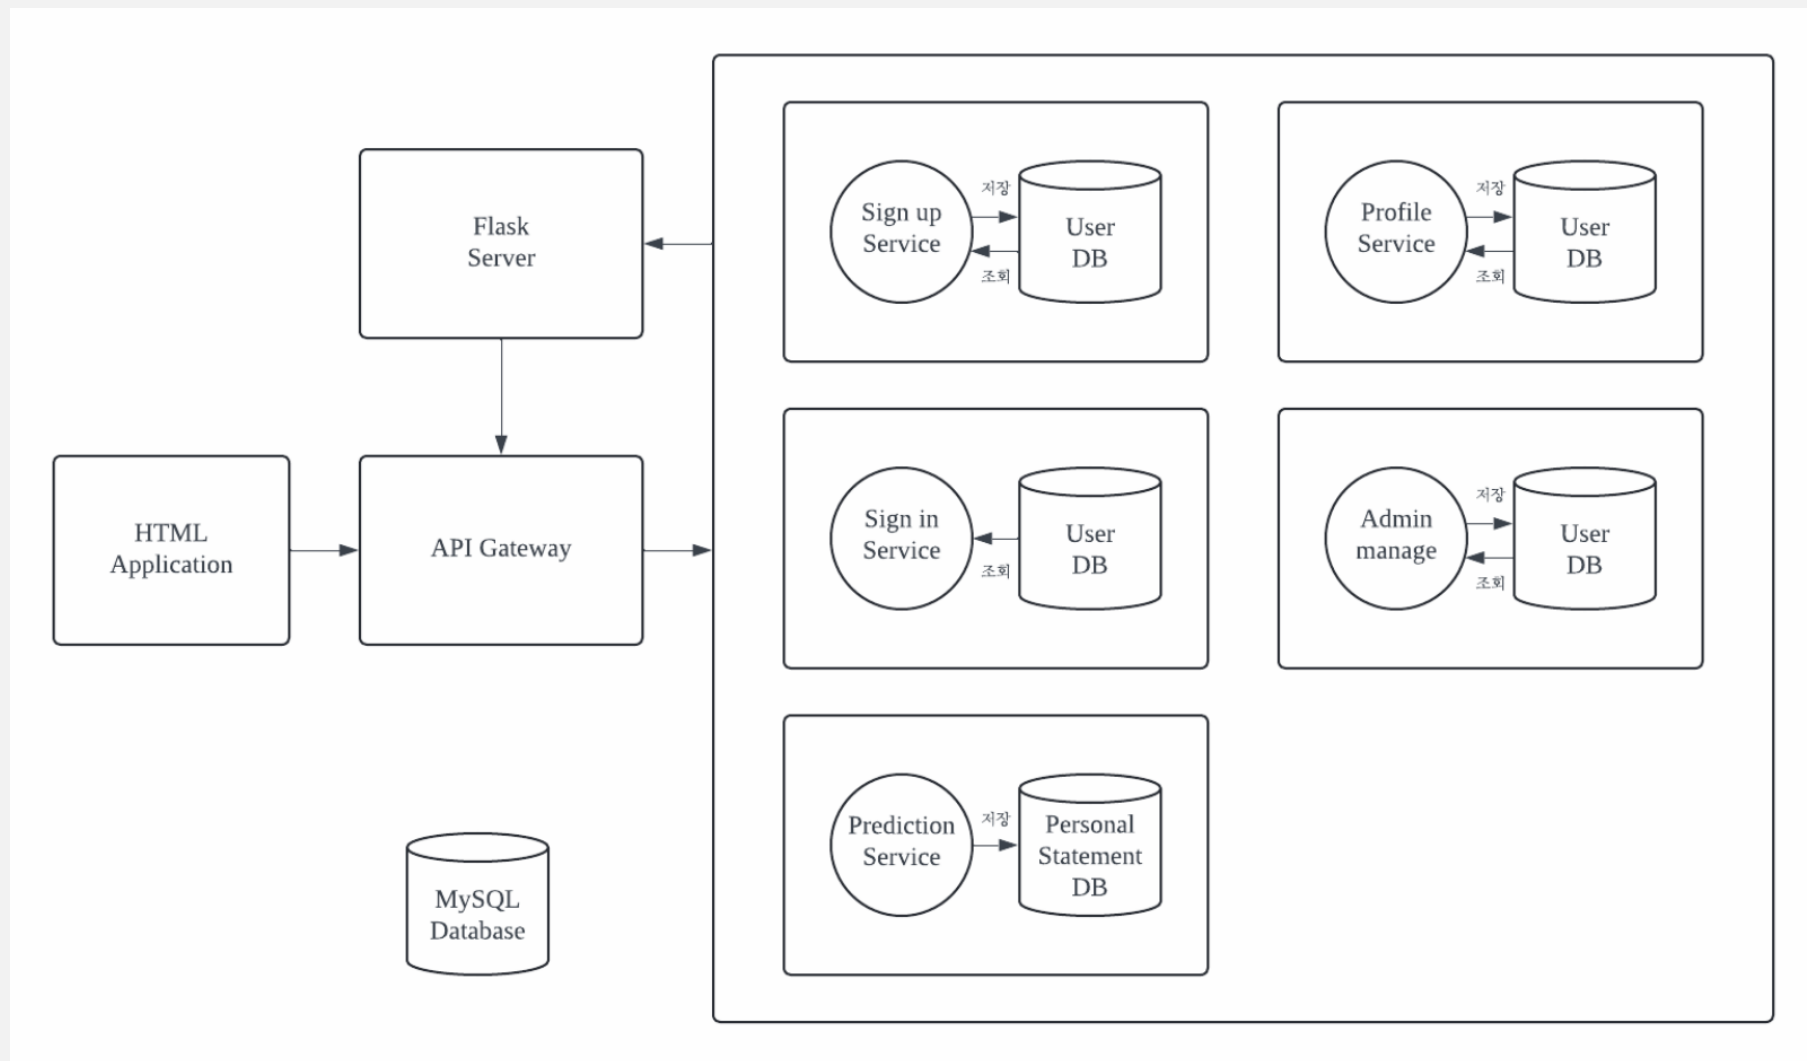 Flask
Server
HTML
Application
API Gateway
MySQL
Database
Sign up
Service
저장
조회
User
DB
Profile
Service
저장
조회
User
DB
Sign in
Service
조회
User
DB
Admin
manage
저장
조회
User
DB
Prediction
Service
저장
Personal
Statement
DB